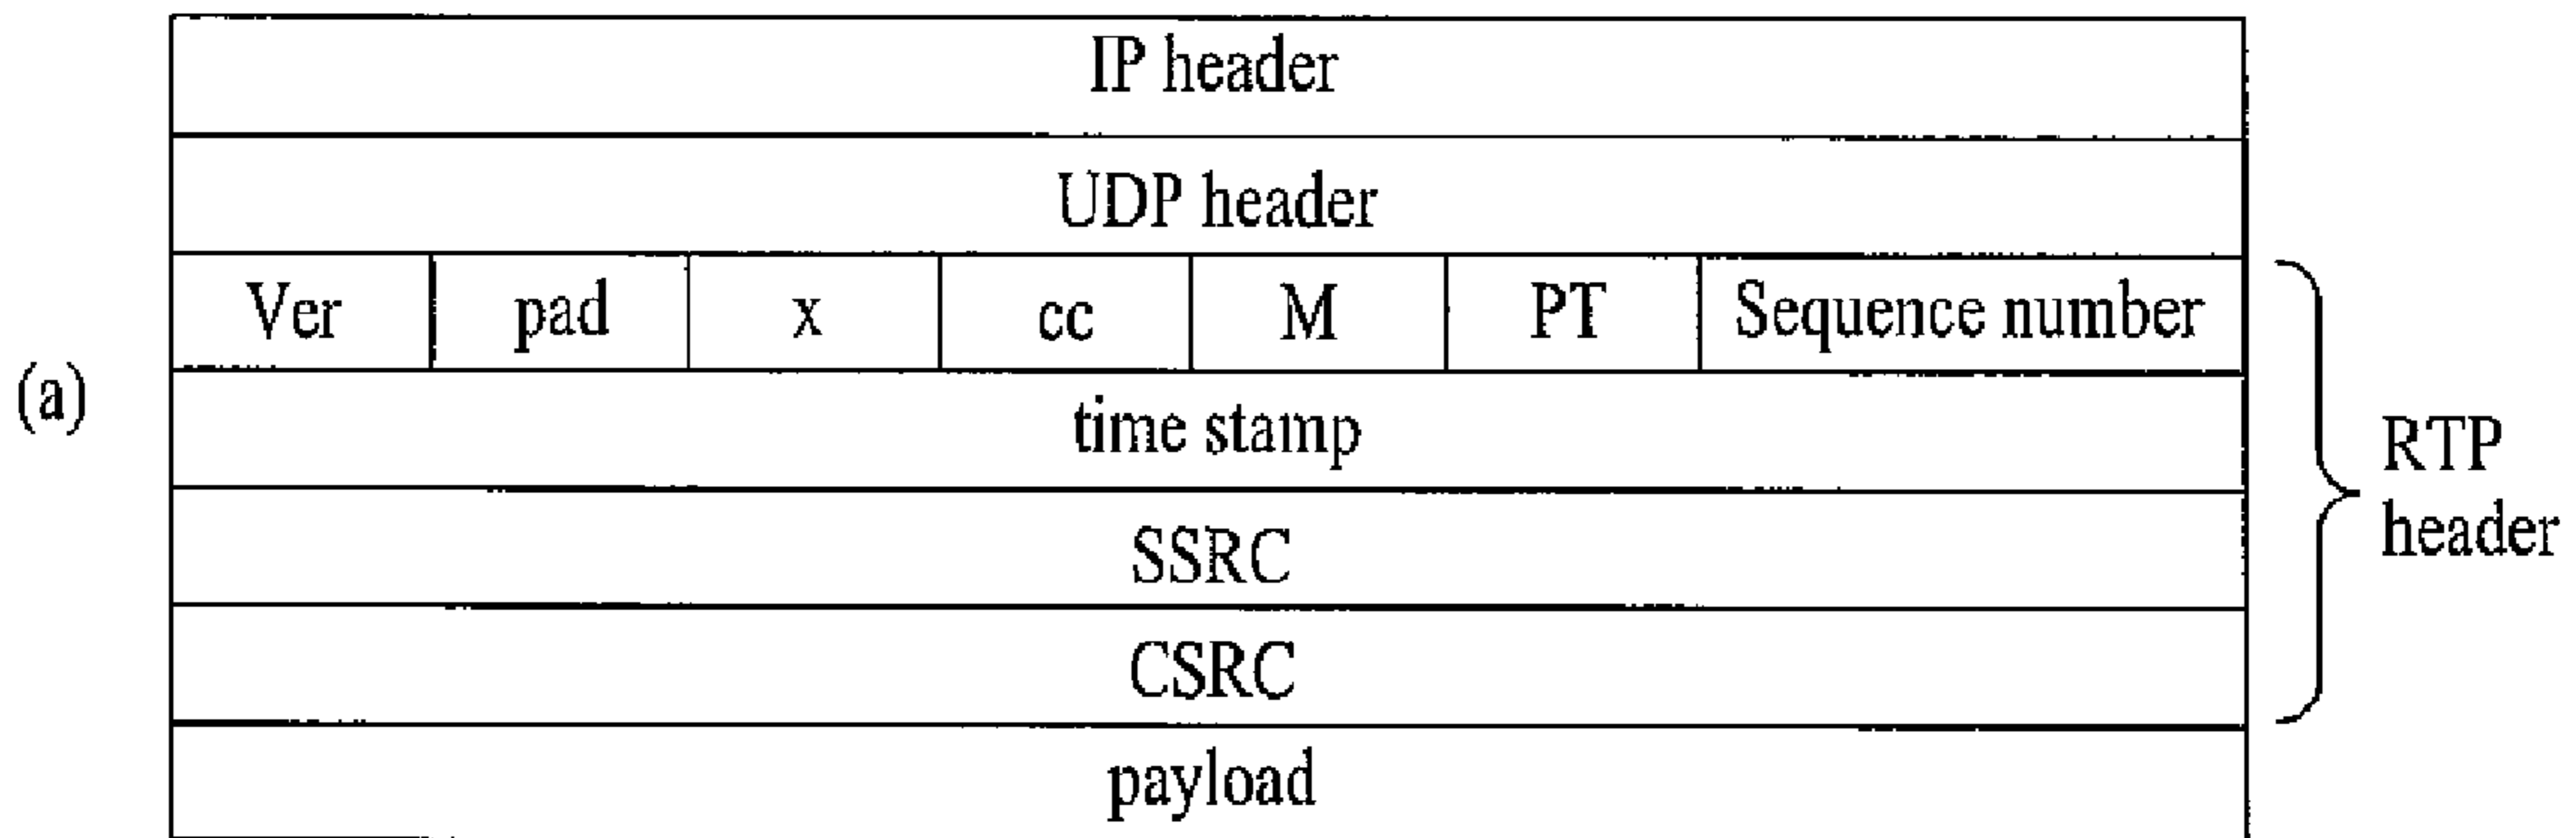 IP header
UDP header
Ver pad x cc M PT Sequence number
(a)
time stamp
RTP
header
SSRC
CSRC
payload